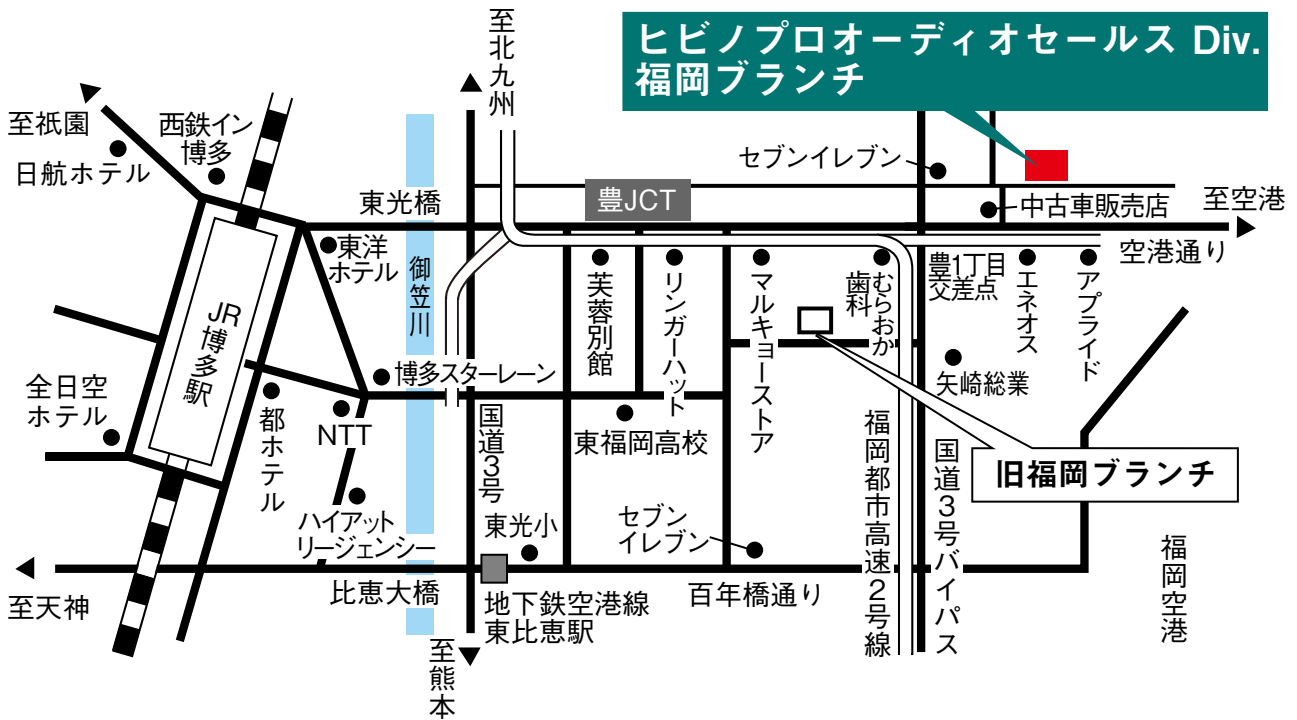 ヒビノプロオーディオセールス Div.
福岡ブランチ
至北九州
至祇園
西鉄イン
博多
日航ホテル
セブンイレブン
東光橋
豊JCT
中古車販売店
至空港
空港通り
東洋
ホテル
御笠川
芙蓉別館
リンガーハット
マルキョーストア
むらおか
歯科
豊1丁目
交差点
エネオス
アプライド
JR
博多駅
博多スターレーン
矢崎総業
全日空
ホテル
都ホテル
NTT
国道3号
東福岡高校
福岡都市高速2号線
国道3号バイパス
旧福岡ブランチ
ハイアット
リージェンシー
東光小
セブン
イレブン
福岡空港
至天神
比恵大橋
地下鉄空港線
東比恵駅
百年橋通り
至熊本